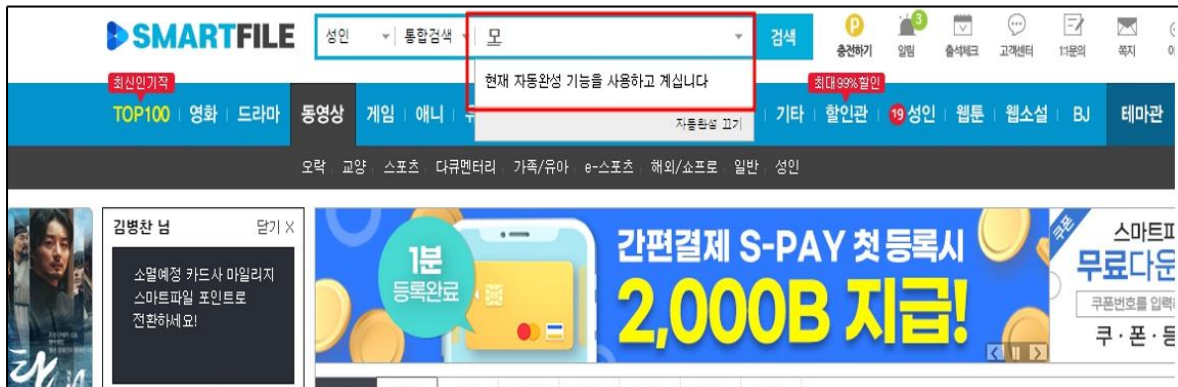 SMARTFILE
성인 통합검색 모 검색
충전하기 3 알림 출석체크 고객센터 1:1문의 쪽지
현재 자동완성 기능을 사용하고 계십니다
자동완성 끄기
최신인기작 최대99%할인
TOP100 영화 드라마 동영상 게임 애니 기타 할인관 19 성인 웹툰 웹소설 BJ 테마관
오락 교양 스포츠 다큐멘터리 가족/유아 e-스포츠 해외/쇼프로 일반 성인
김병찬 님 닫기 X
소멸예정 카드사 마일리지
스마트파일 포인트로
전환하세요!
1분
등록완료
간편결제 S-PAY 첫 등록시
2,000B 지급!
쿠폰
스마트
무료다운
쿠폰번호를 입력
쿠·폰·등